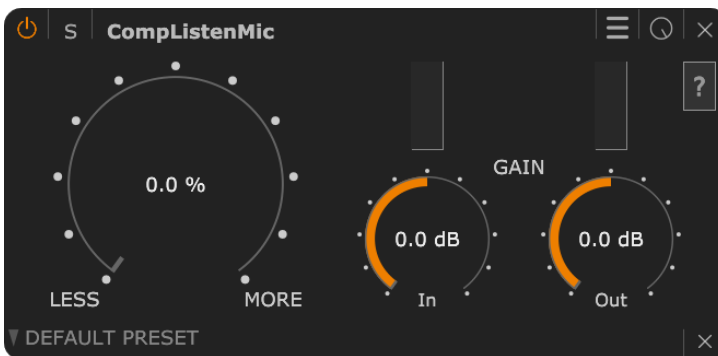 S CompListenMic
?
GAIN
0.0 %
0.0 dB 0.0 dB
LESS MORE In Out
DEFAULT PRESET